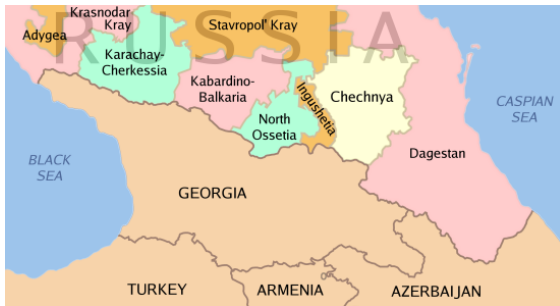 Krasnodar
Kray
Stavropol' Kray
Adygea
RUSSIA
Karachay-
Cherkessia
Kabardino-
Balkaria
Ingushetia
Chechnya
CASPIAN
SEA
North
Ossetia
Dagestan
BLACK
SEA
GEORGIA
TURKEY
ARMENIA
AZERBAIJAN